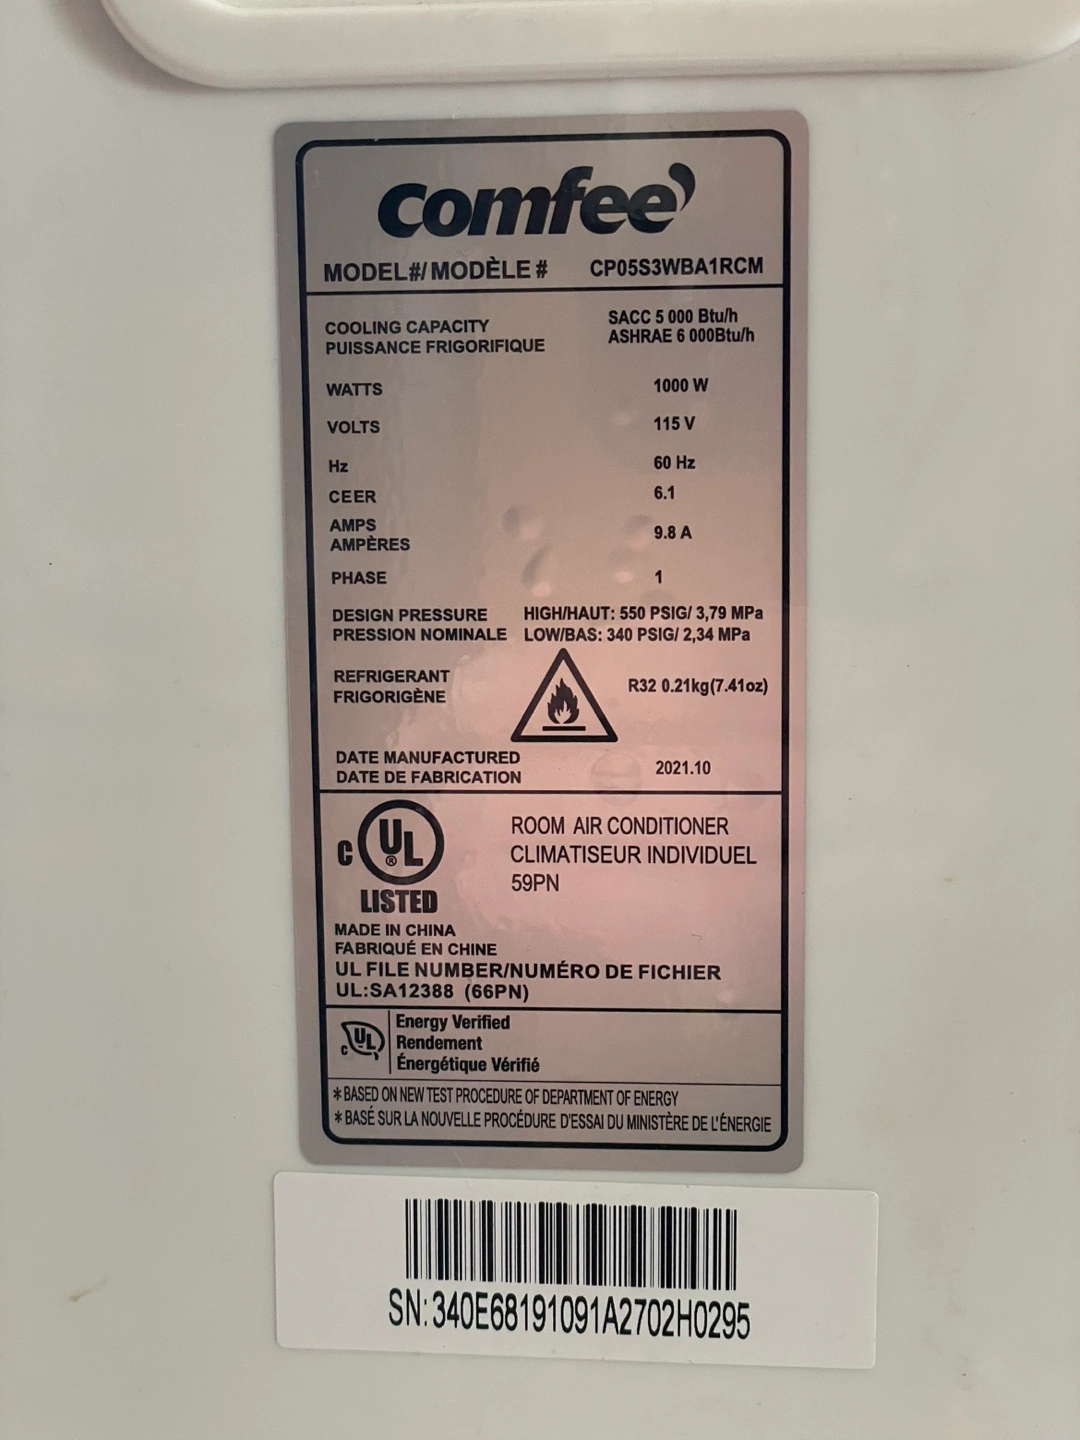 comfee'
MODEL#/MODÈLE # CP05S3WBA1RCM
COOLING CAPACITY SACC 5 000 Btu/h
PUISSANCE FRIGORIFIQUE ASHRAE 6 000Btu/h
WATTS 1000 W
VOLTS 115 V
Hz 60 Hz
CEER 6.1
AMPS
AMPÈRES 9.8 A
PHASE 1
DESIGN PRESSURE HIGH/HAUT: 550 PSIG/ 3,79 MPa
PRESSION NOMINALE LOW/BAS: 340 PSIG/ 2,34 MPa
REFRIGERANT
FRIGORIGÈNE R32 0.21kg(7.41oz)
DATE MANUFACTURED
DATE DE FABRICATION 2021.10
C UL ®
LISTED
ROOM AIR CONDITIONER
CLIMATISEUR INDIVIDUEL
59PN
MADE IN CHINA
FABRIQUÉ EN CHINE
UL FILE NUMBER/NUMÉRO DE FICHIER
UL:SA12388 (66PN)
c UL
Energy Verified
Rendement
Énergétique Vérifié
*BASED ON NEW TEST PROCEDURE OF DEPARTMENT OF ENERGY
*BASÉ SUR LA NOUVELLE PROCÉDURE D'ESSAI DU MINISTÈRE DE L'ÉNERGIE
SN:340E68191091A2702H0295